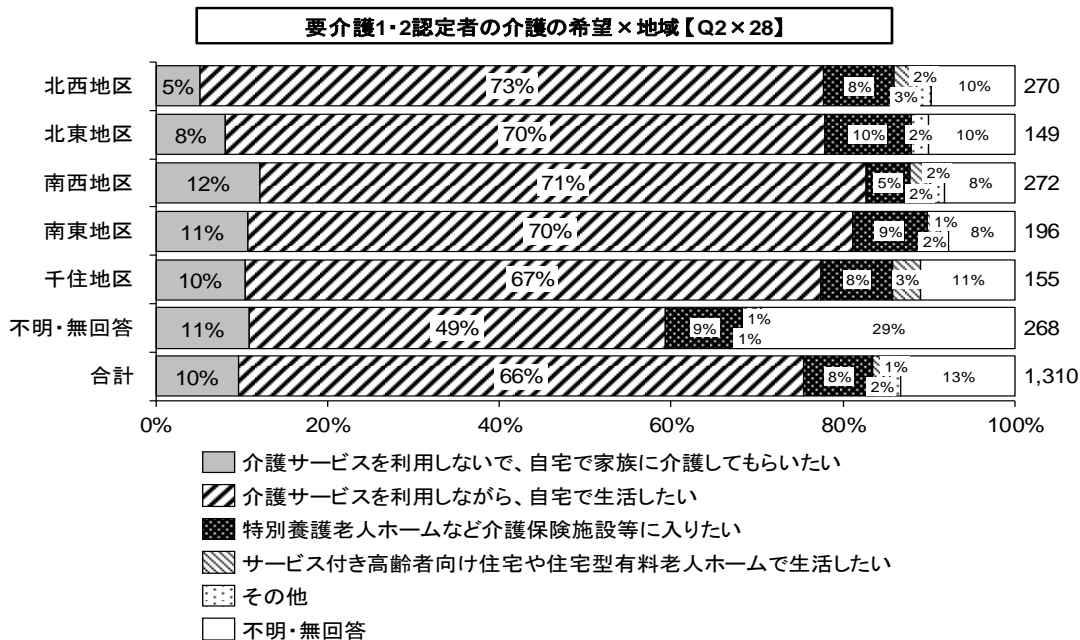 要介護1・2認定者の介護の希望×地域【Q2×28】
北西地区 5% 73% 8% 3% 2% 10% 270
北東地区 8% 70% 10% 2% 10% 149
南西地区 12% 71% 5% 2% 2% 8% 272
南東地区 11% 70% 9% 2% 1% 8% 196
千住地区 10% 67% 8% 3% 11% 155
不明・無回答 11% 49% 9% 1% 1% 29% 268
合計 10% 66% 8% 2% 1% 13% 1,310
0% 20% 40% 60% 80% 100%
介護サービスを利用しないで、自宅で家族に介護してもらいたい
介護サービスを利用しながら、自宅で生活したい
特別養護老人ホームなど介護保険施設等に入りたい
サービス付き高齢者向け住宅や住宅型有料老人ホームで生活したい
その他
不明・無回答